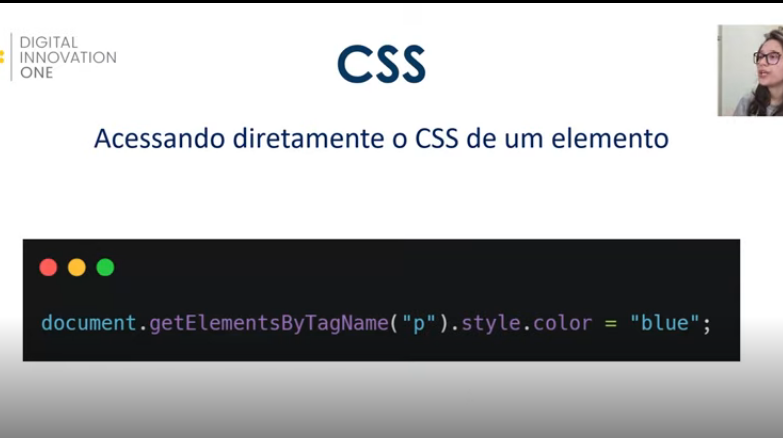 DIGITAL
INNOVATION
ONE
CSS
Acessando diretamente o CSS de um elemento
document.getElementsByTagName("p").style.color = "blue";